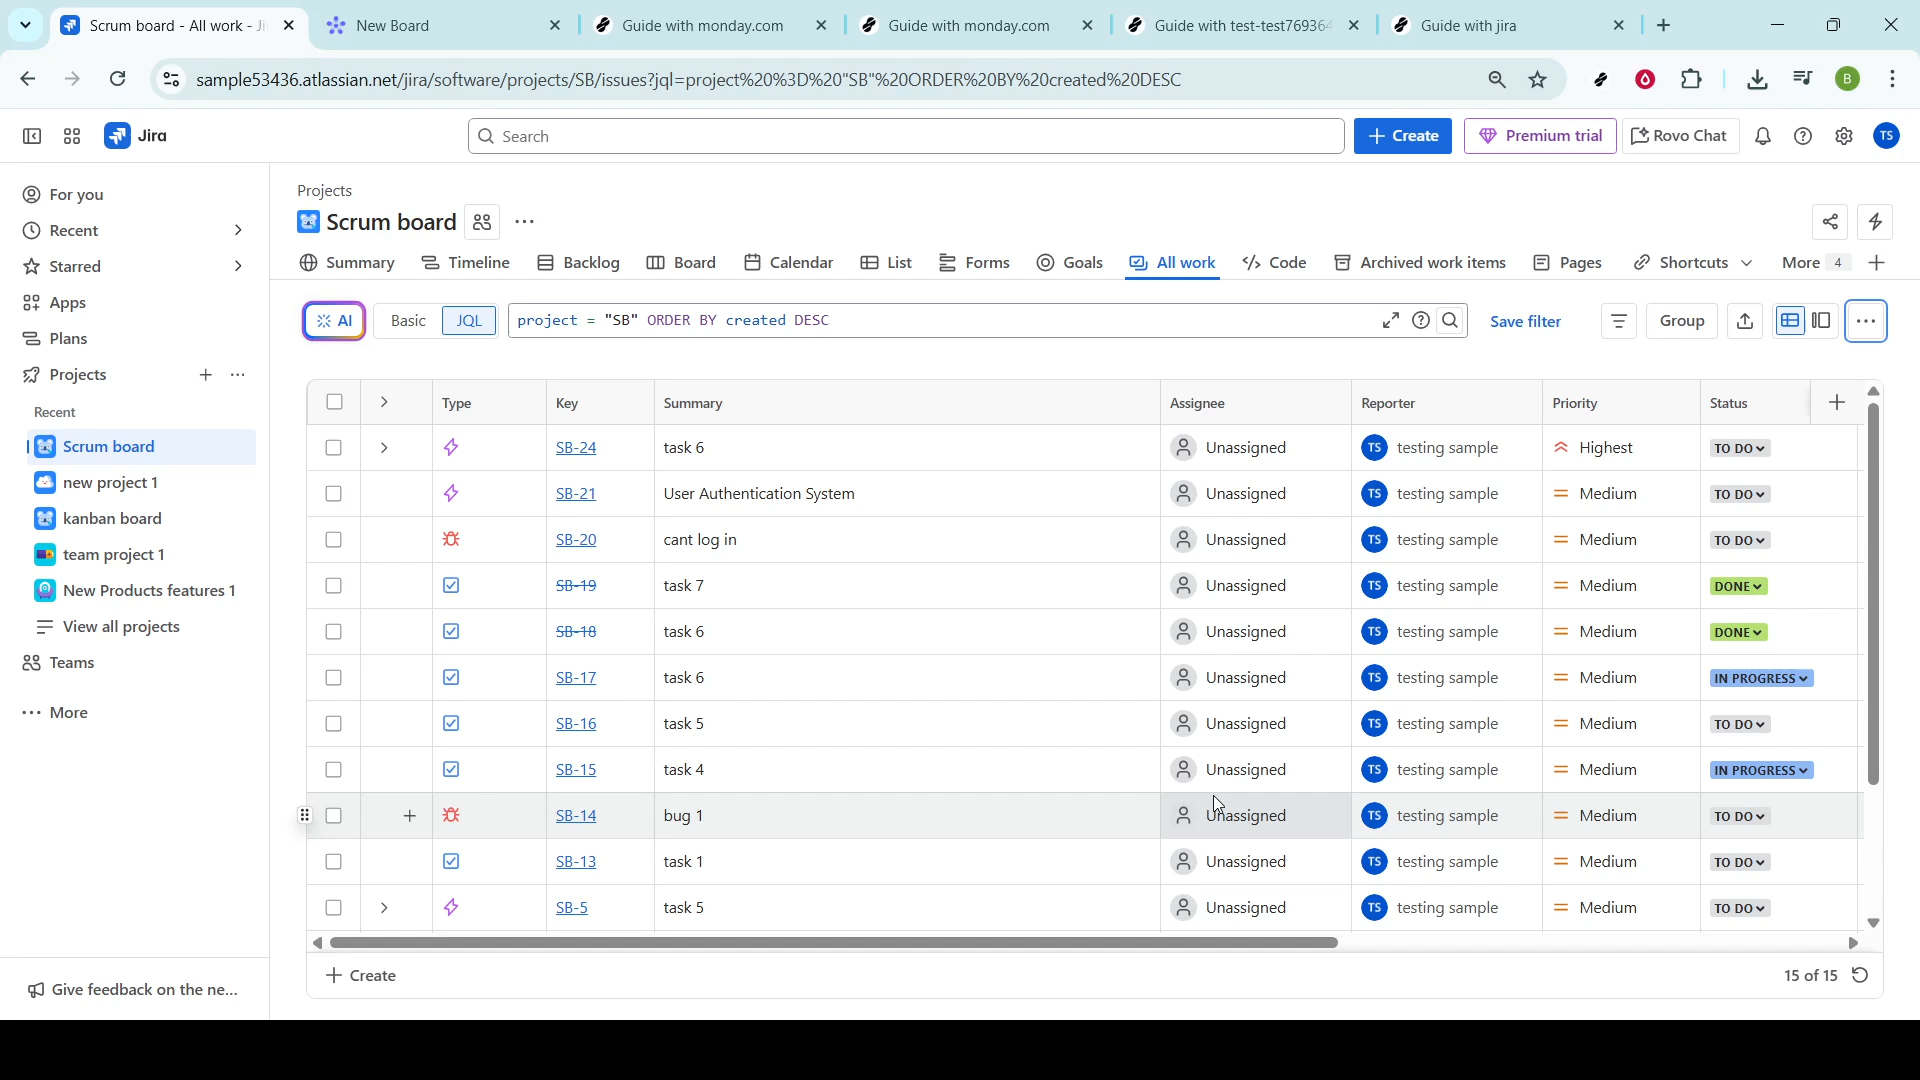 Scrum board - All work - Ji
New Board
Guide with monday.com
Guide with monday.com
Guide with test-test769364
Guide with jira
sample53436.atlassian.net/jira/software/projects/SB/issues?jql=project%20%3D%20"SB"%20ORDER%20BY%20created%20DESC
B
Jira
Search
+ Create
Premium trial
Rovo Chat
TS
For you
Recent
Starred
Apps
Plans
Projects
Recent
Scrum board
new project 1
kanban board
team project 1
New Products features 1
View all projects
Teams
More
Give feedback on the ne...
Projects
Scrum board
Summary
Timeline
Backlog
Board
Calendar
List
Forms
Goals
All work
Code
Archived work items
Pages
Shortcuts
More 4
AI
Basic
JQL
project = "SB" ORDER BY created DESC
Save filter
Group
Type Key Summary Assignee Reporter Priority Status
SB-24 task 6 Unassigned TS testing sample Highest TO DO
SB-21 User Authentication System Unassigned TS testing sample Medium TO DO
SB-20 cant log in Unassigned TS testing sample Medium TO DO
SB-19 task 7 Unassigned TS testing sample Medium DONE
SB-18 task 6 Unassigned TS testing sample Medium DONE
SB-17 task 6 Unassigned TS testing sample Medium IN PROGRESS
SB-16 task 5 Unassigned TS testing sample Medium TO DO
SB-15 task 4 Unassigned TS testing sample Medium IN PROGRESS
SB-14 bug 1 Unassigned TS testing sample Medium TO DO
SB-13 task 1 Unassigned TS testing sample Medium TO DO
SB-5 task 5 Unassigned TS testing sample Medium TO DO
+ Create
15 of 15